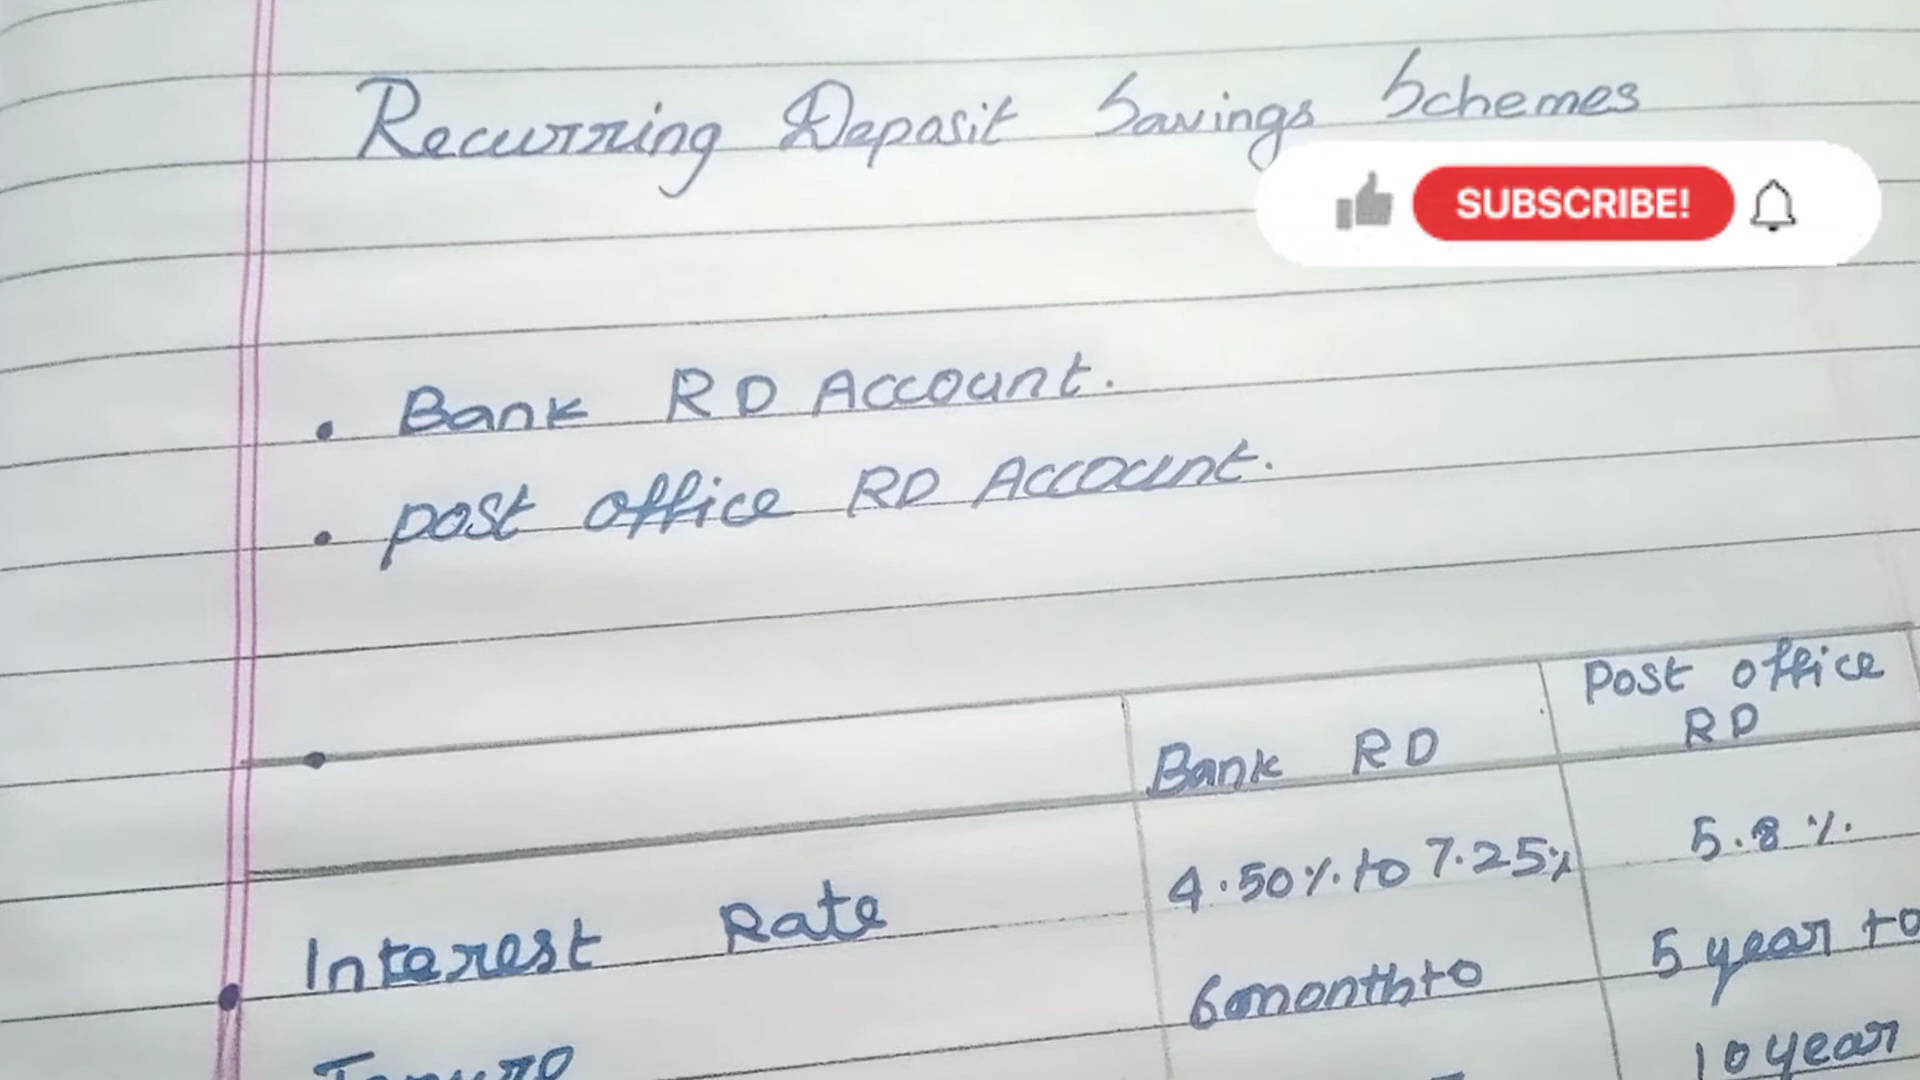 Recurring Deposit Savings Schemes
SUBSCRIBE!
• Bank RD Account.
• post office RD Account.
Bank RD
Post office
RD
Interest Rate
4.50% to 7.25%
5.8%
Tenure
6month to
5 year to
10 year